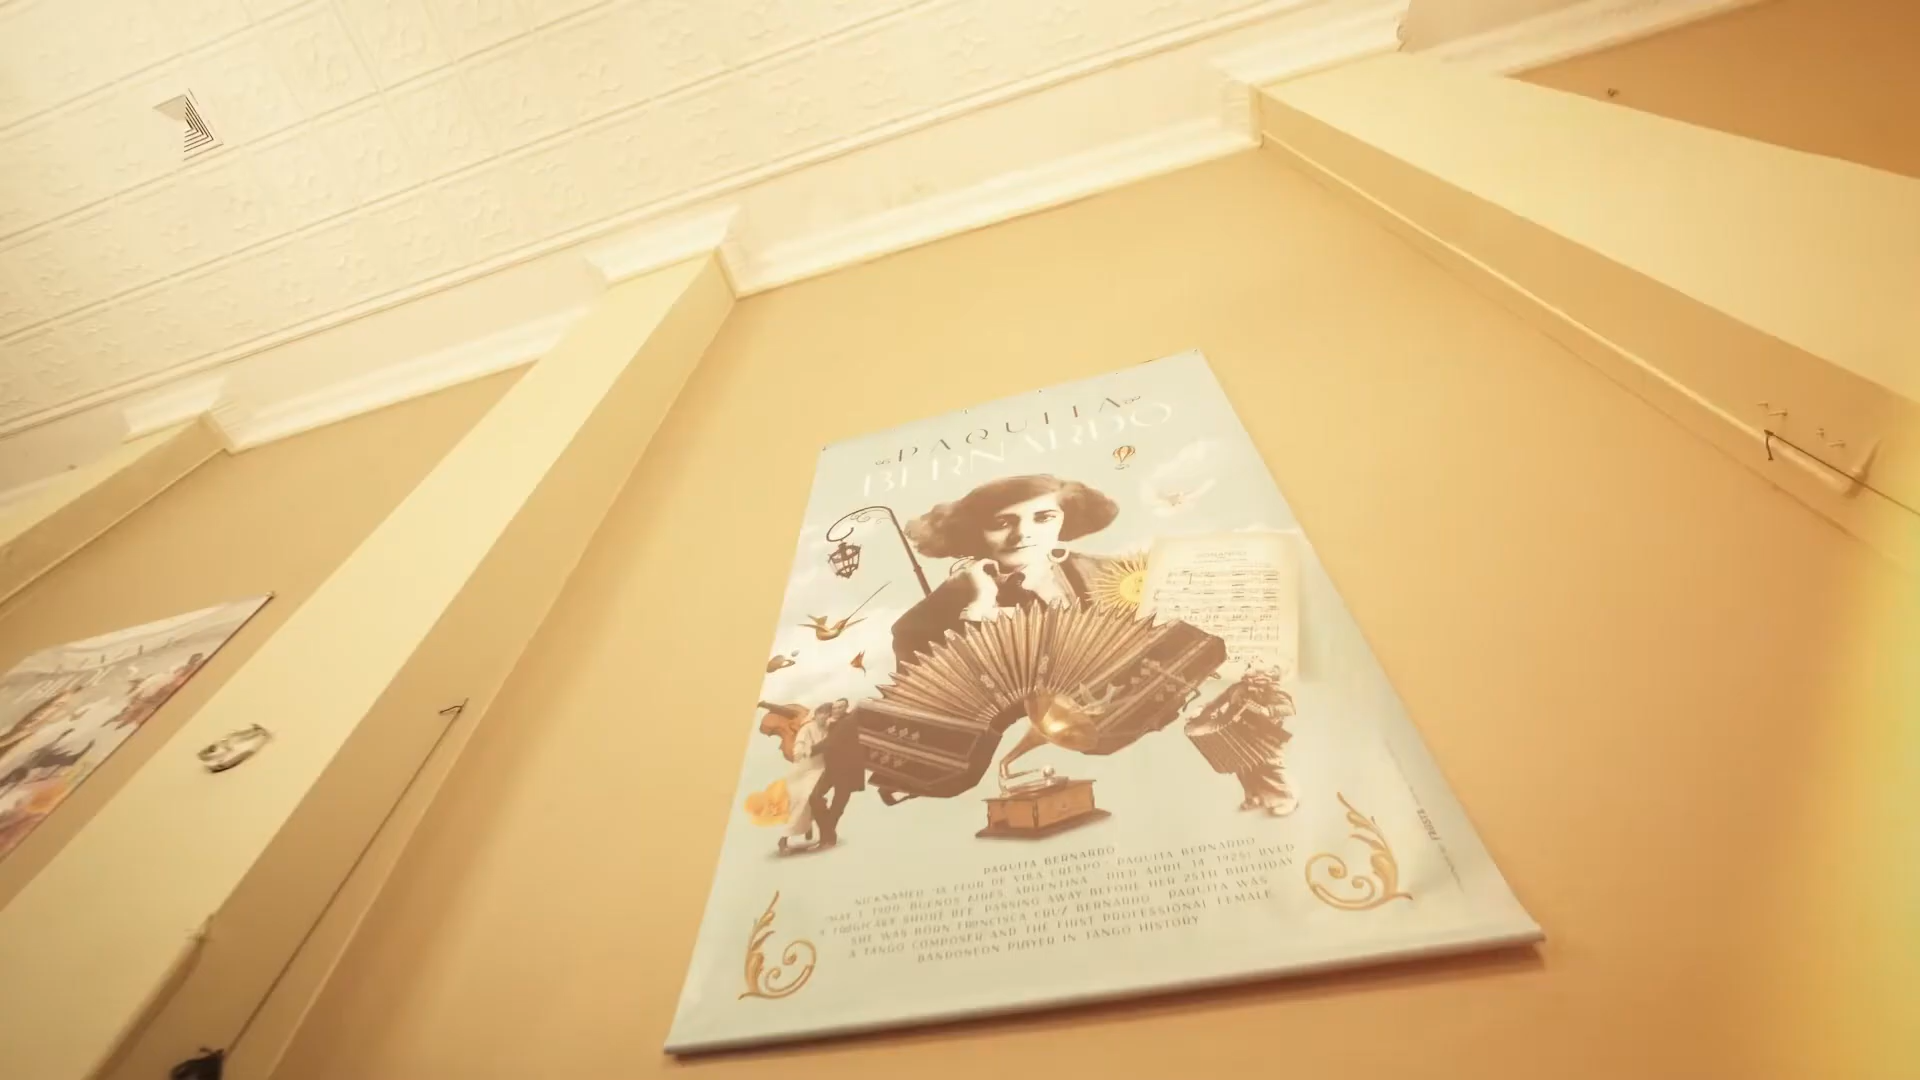 PAQUITA
BERNARDO
PAQUITA BERNARDO
NICKNAMED "LA FLOR DE VILLA CRESPO". PAQUITA BERNARDO
MAY 1, 1900, BUENOS AIRES, ARGENTINA - DIED APRIL 14, 1925) LIVED
A TRAGICALLY SHORT LIFE PASSING AWAY BEFORE HER 25TH BIRTHDAY
SHE WAS BORN FRANCISCA CRUZ BERNARDO PAQUITA WAS
A TANGO COMPOSER AND THE FIRST PROFESSIONAL FEMALE
BANDONEON PLAYER IN TANGO HISTORY